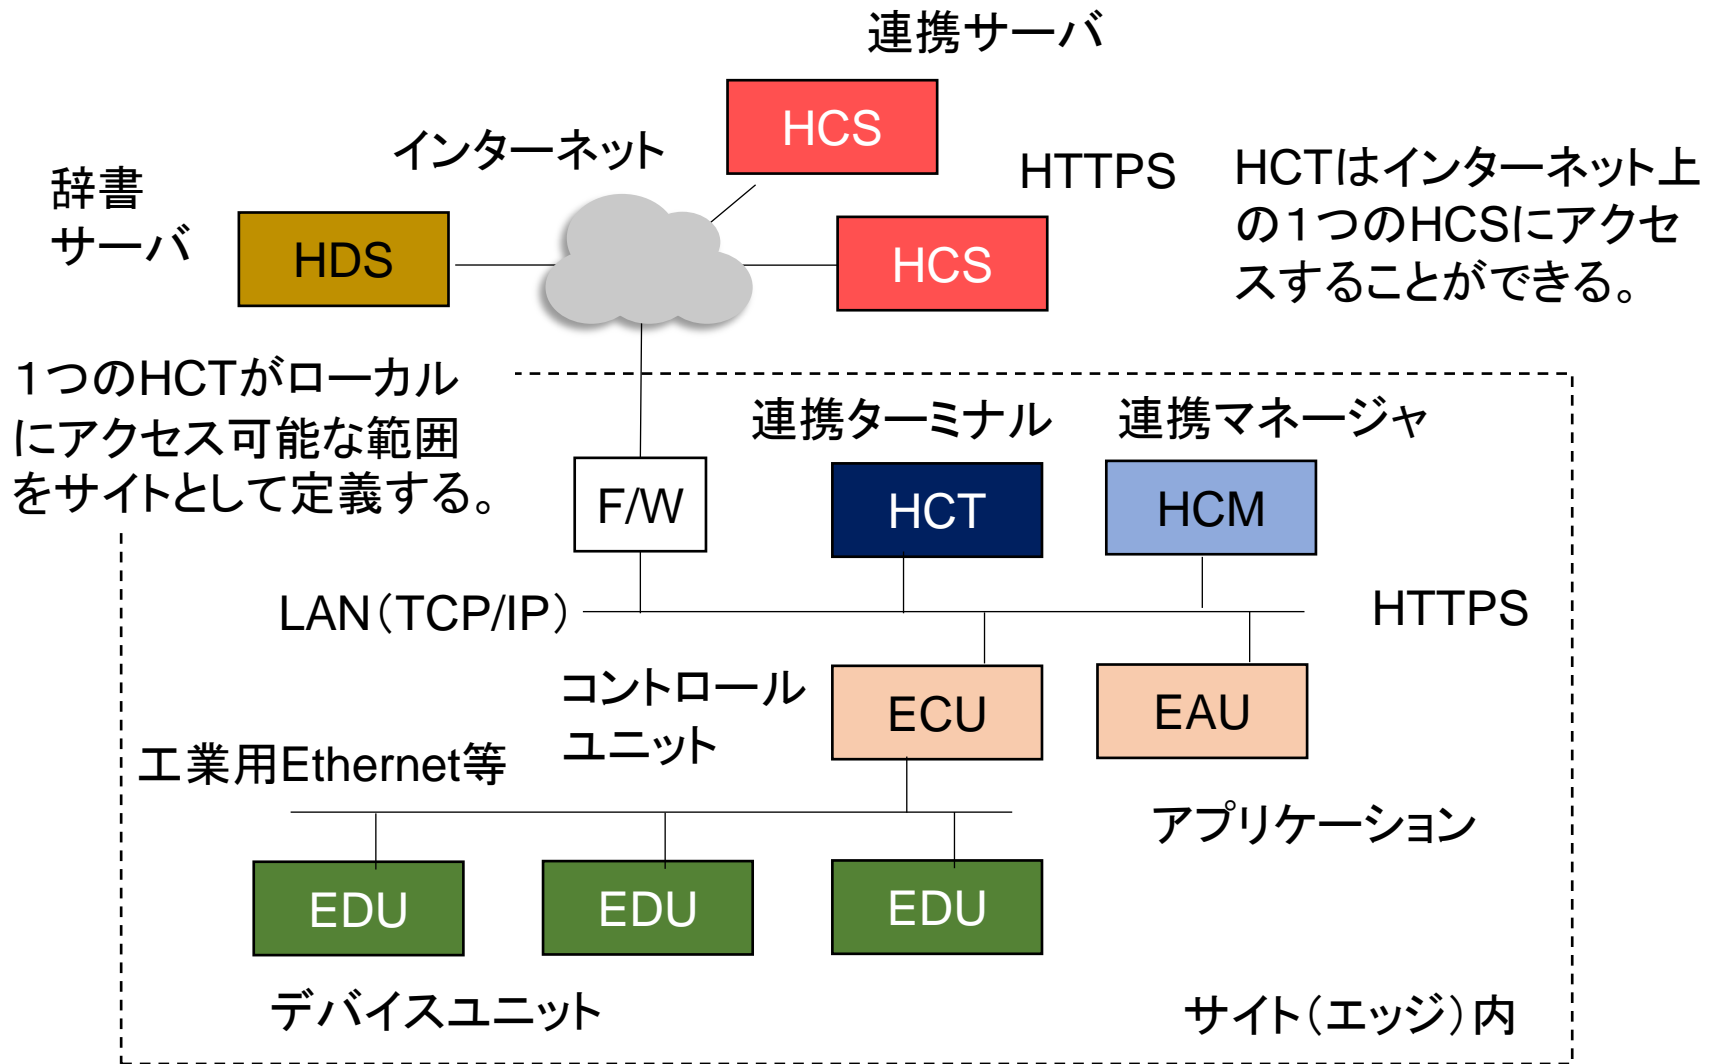 連携サーバ
HCS
インターネット
HTTPS
HCTはインターネット上
の１つのHCSにアクセ
スすることができる。
辞書
サーバ
HDS
HCS
１つのHCTがローカル
にアクセス可能な範囲
をサイトとして定義する。
連携ターミナル
連携マネージャ
F/W
HCT
HCM
LAN（TCP/IP）
HTTPS
コントロール
ユニット
ECU
EAU
工業用Ethernet等
アプリケーション
EDU
EDU
EDU
デバイスユニット
サイト（エッジ）内